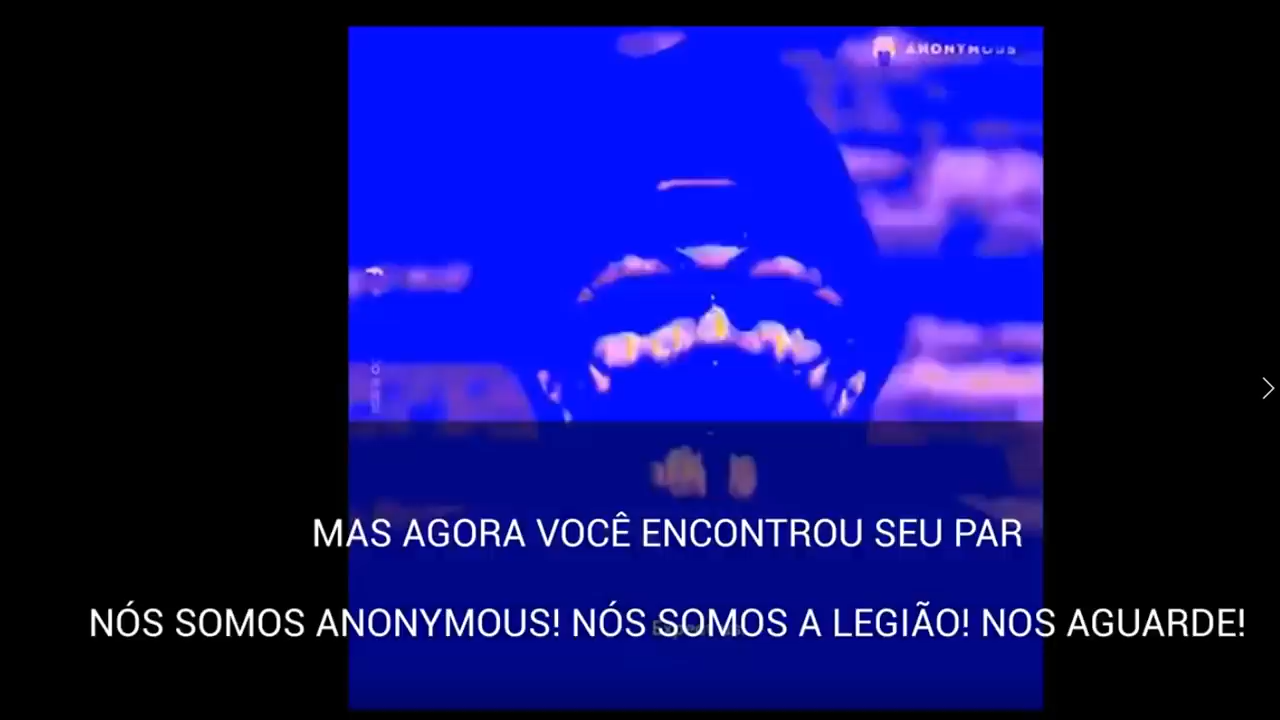 ANONYMOUS
MAS AGORA VOCÊ ENCONTROU SEU PAR
NÓS SOMOS ANONYMOUS! NÓS SOMOS A LEGIÃO! NOS AGUARDE!